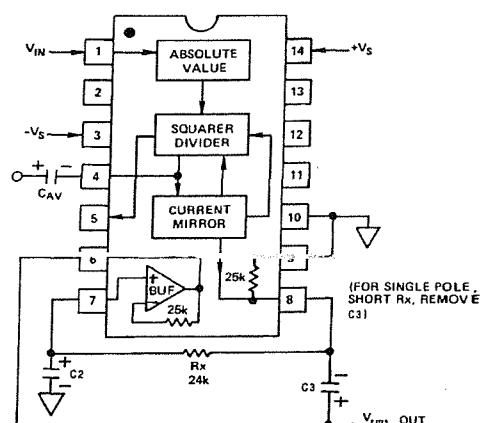 VIN
1
ABSOLUTE
VALUE
14
+VS
2
13
-VS
3
SQUARER
DIVIDER
12
+ -
CAV
4
11
5
CURRENT
MIRROR
10
6
9
25k
7
+
-
BUF
25k
8
(FOR SINGLE POLE,
SHORT Rx, REMOVE
C3)
+
C2
-
Rx
24k
-
C3
+
Vrms OUT